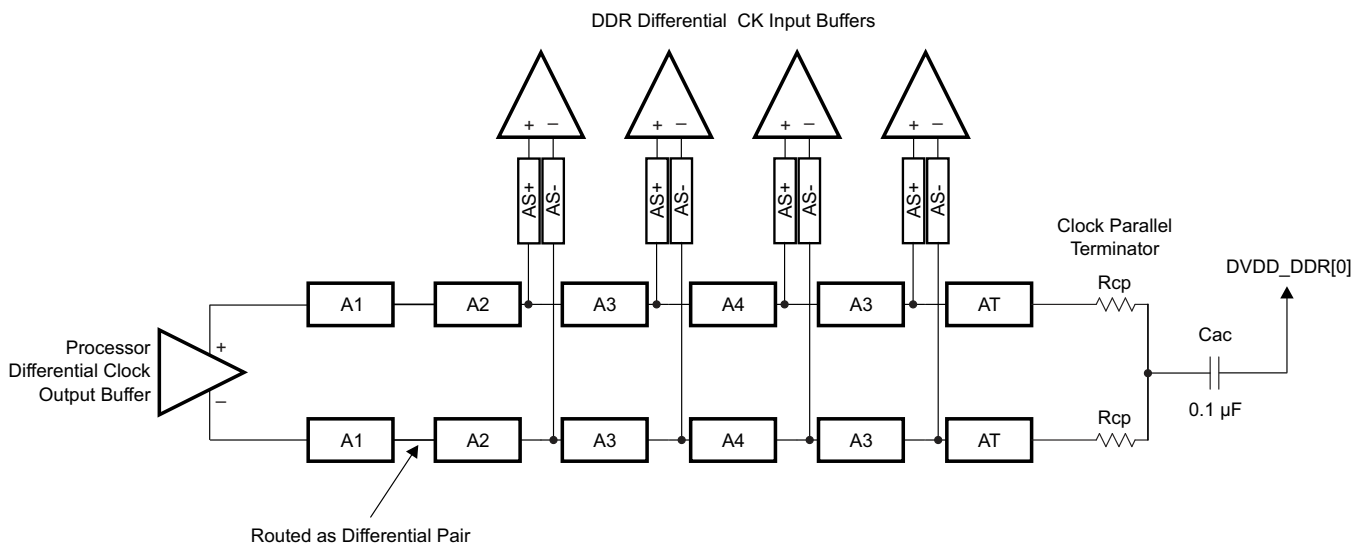 DDR Differential CK Input Buffers
+ –
+ –
+ –
+ –
AS+
AS-
AS+
AS-
AS+
AS-
AS+
AS-
Clock Parallel
Terminator
DVDD_DDR[0]
A1
A2
A3
A4
A3
AT
Rcp
Processor
Differential Clock
Output Buffer
+
–
Cac
0.1 µF
A1
A2
A3
A4
A3
AT
Rcp
Routed as Differential Pair